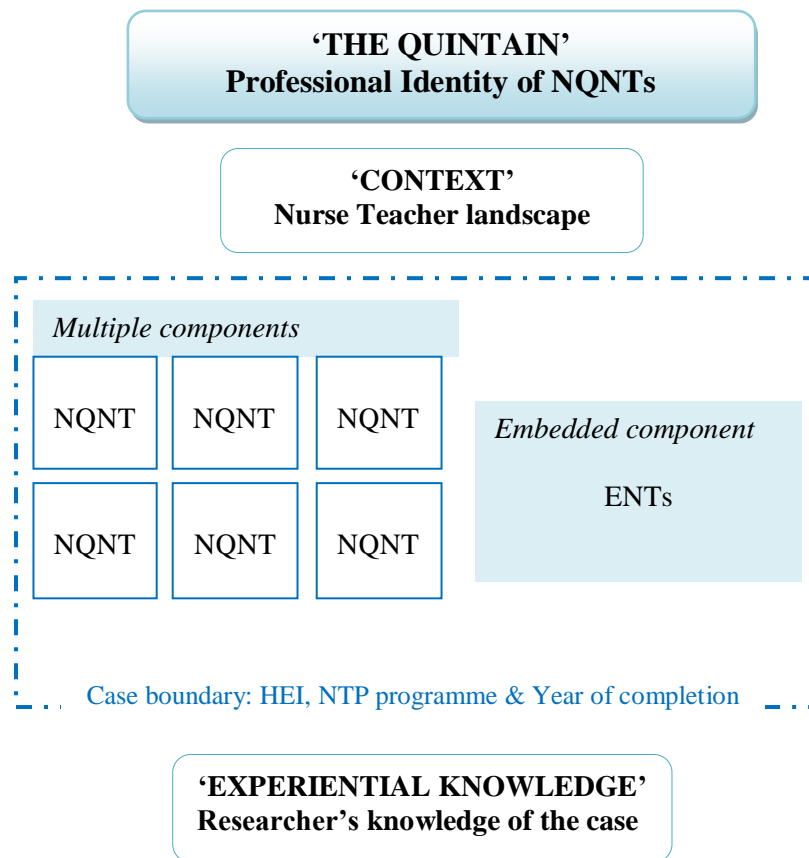 ‘THE QUINTAIN’
Professional Identity of NQNTs
‘CONTEXT’
Nurse Teacher landscape
Multiple components
NQNT NQNT NQNT
Embedded component
ENTs
NQNT NQNT NQNT
Case boundary: HEI, NTP programme & Year of completion
‘EXPERIENTIAL KNOWLEDGE’
Researcher’s knowledge of the case